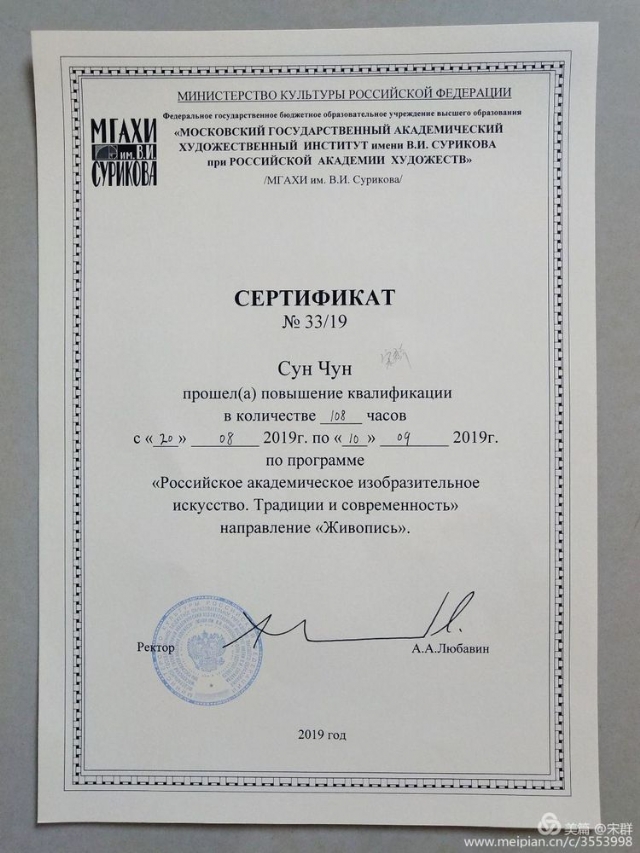 МИНИСТЕРСТВО КУЛЬТУРЫ РОССИЙСКОЙ ФЕДЕРАЦИИ
Федеральное государственное бюджетное образовательное учреждение высшего образования
МГАХИ
им. В.И.
СУРИКОВА
«МОСКОВСКИЙ ГОСУДАРСТВЕННЫЙ АКАДЕМИЧЕСКИЙ
ХУДОЖЕСТВЕННЫЙ ИНСТИТУТ имени В.И. СУРИКОВА
при РОССИЙСКОЙ АКАДЕМИИ ХУДОЖЕСТВ»
/МГАХИ им. В.И. Сурикова/
СЕРТИФИКАТ
№ 33/19
Сун Чун
прошел(а) повышение квалификации
в количестве 108 часов
с «20» 08 2019г. по «10» 09 2019г.
по программе
«Российское академическое изобразительное
искусство. Традиции и современность»
направление «Живопись».
Ректор
А.А.Любавин
2019 год
美篇 @宋群
www.meipian.cn/c/3553998